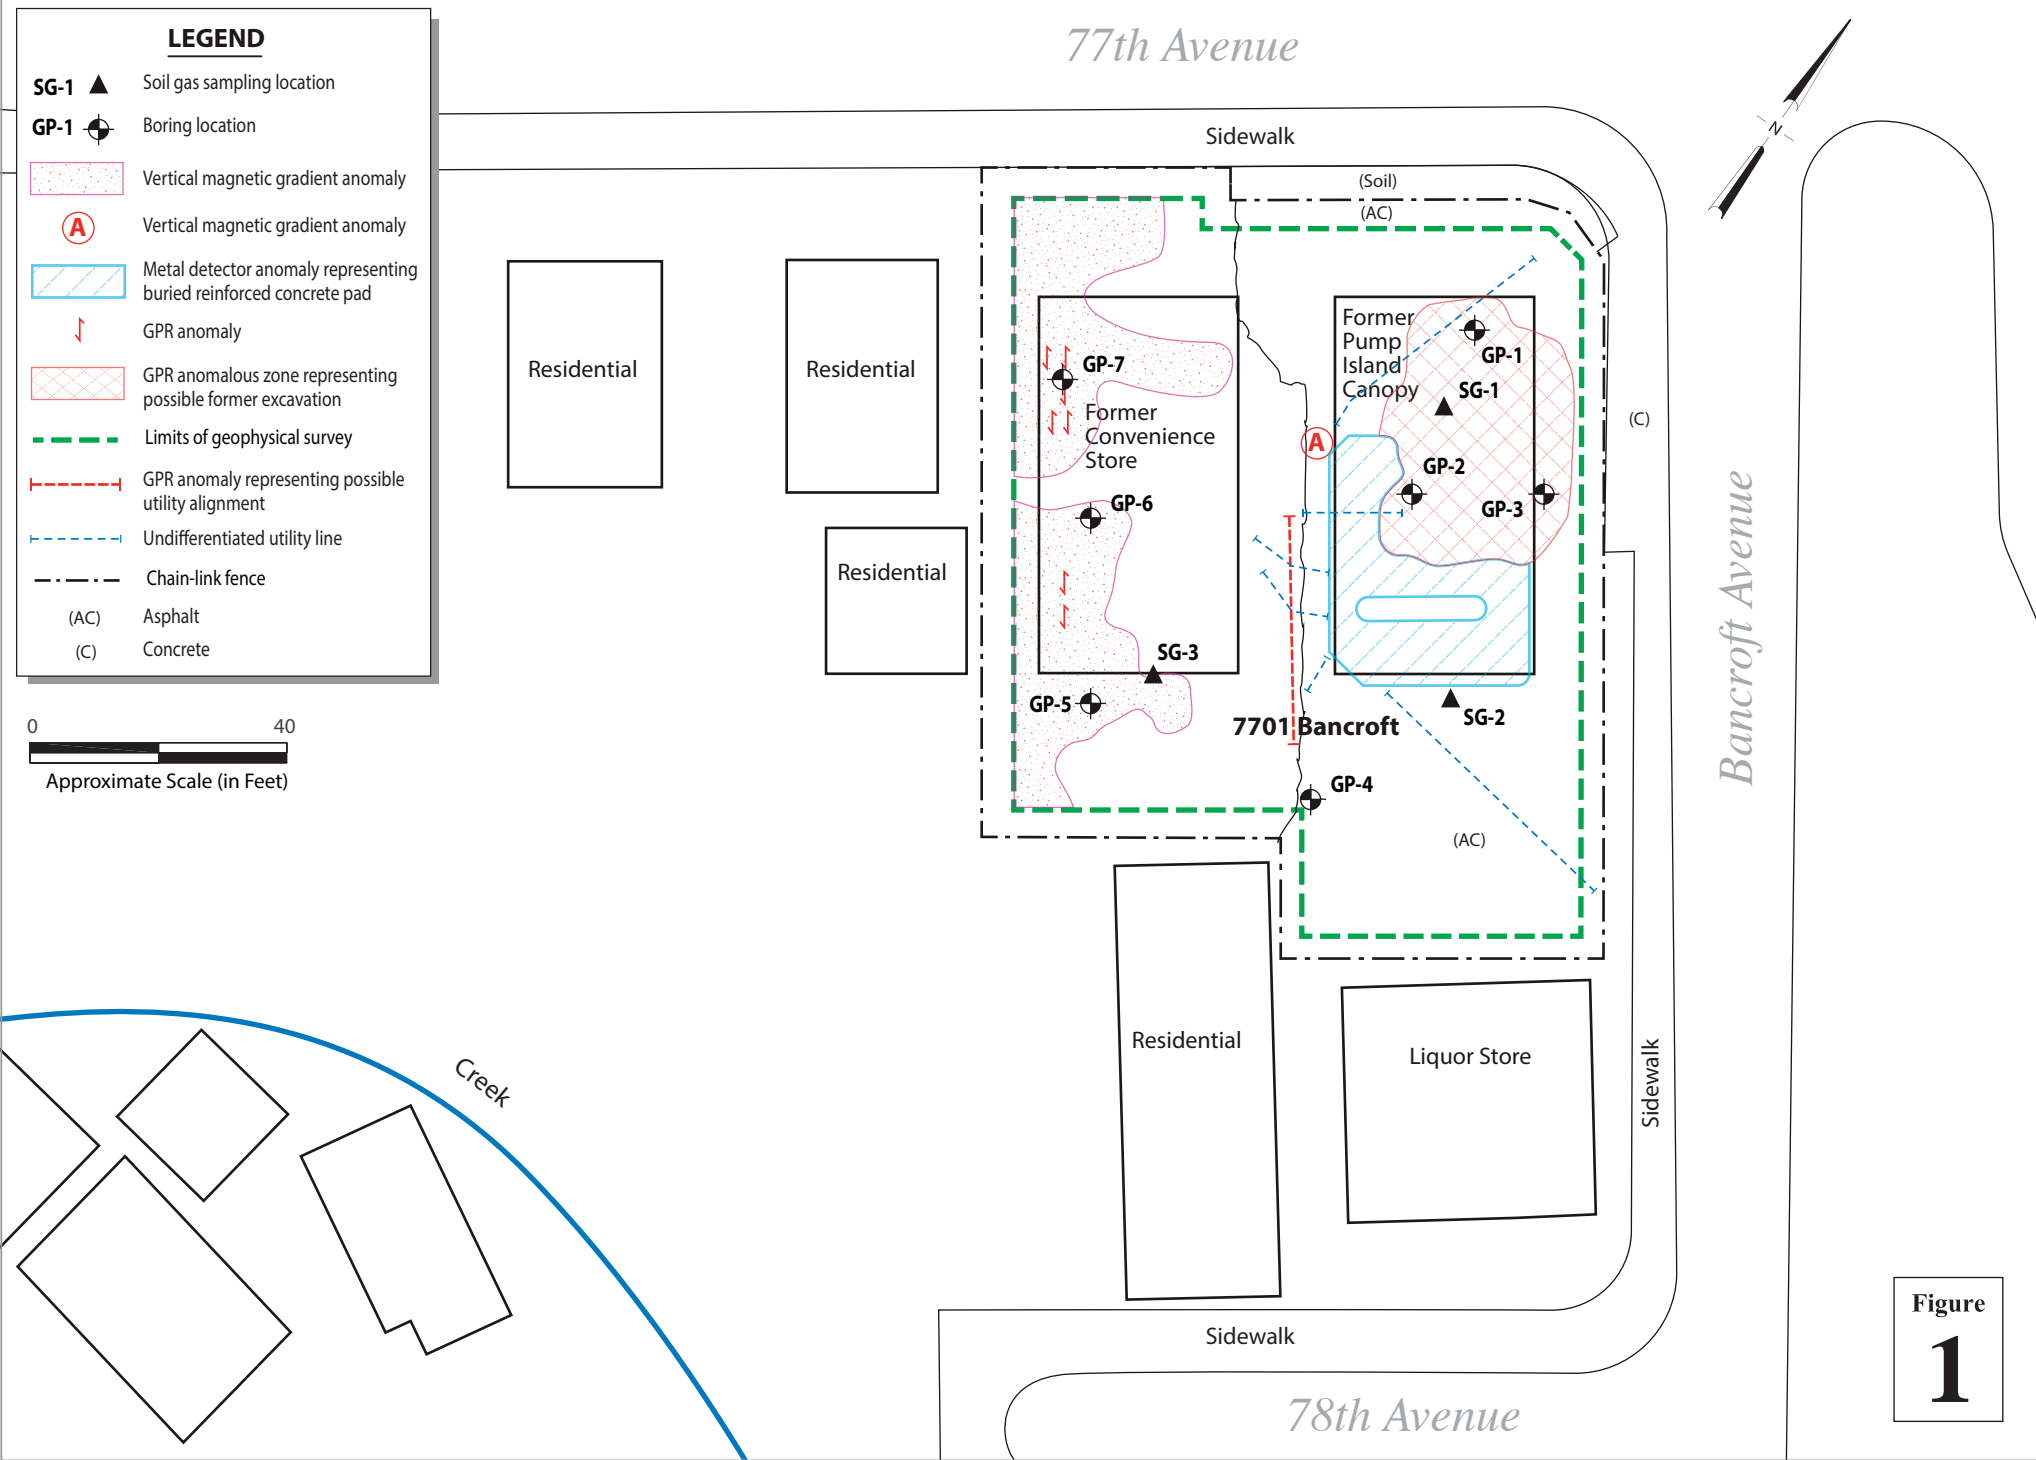 LEGEND
SG-1 Soil gas sampling location
GP-1 Boring location
Vertical magnetic gradient anomaly
A Vertical magnetic gradient anomaly
Metal detector anomaly representing
buried reinforced concrete pad
GPR anomaly
GPR anomalous zone representing
possible former excavation
Limits of geophysical survey
GPR anomaly representing possible
utility alignment
Undifferentiated utility line
Chain-link fence
(AC) Asphalt
(C) Concrete
0 40
Approximate Scale (in Feet)
77th Avenue
Sidewalk
N
(Soil)
(AC)
Residential
Residential
Residential
GP-7
Former
Convenience
Store
GP-6
SG-3
GP-5
Former
Pump
Island
Canopy
GP-1
SG-1
A
GP-2
GP-3
(C)
SG-2
7701 Bancroft
GP-4
(AC)
Bancroft Avenue
Residential
Liquor Store
Sidewalk
Creek
Sidewalk
78th Avenue
Figure
1